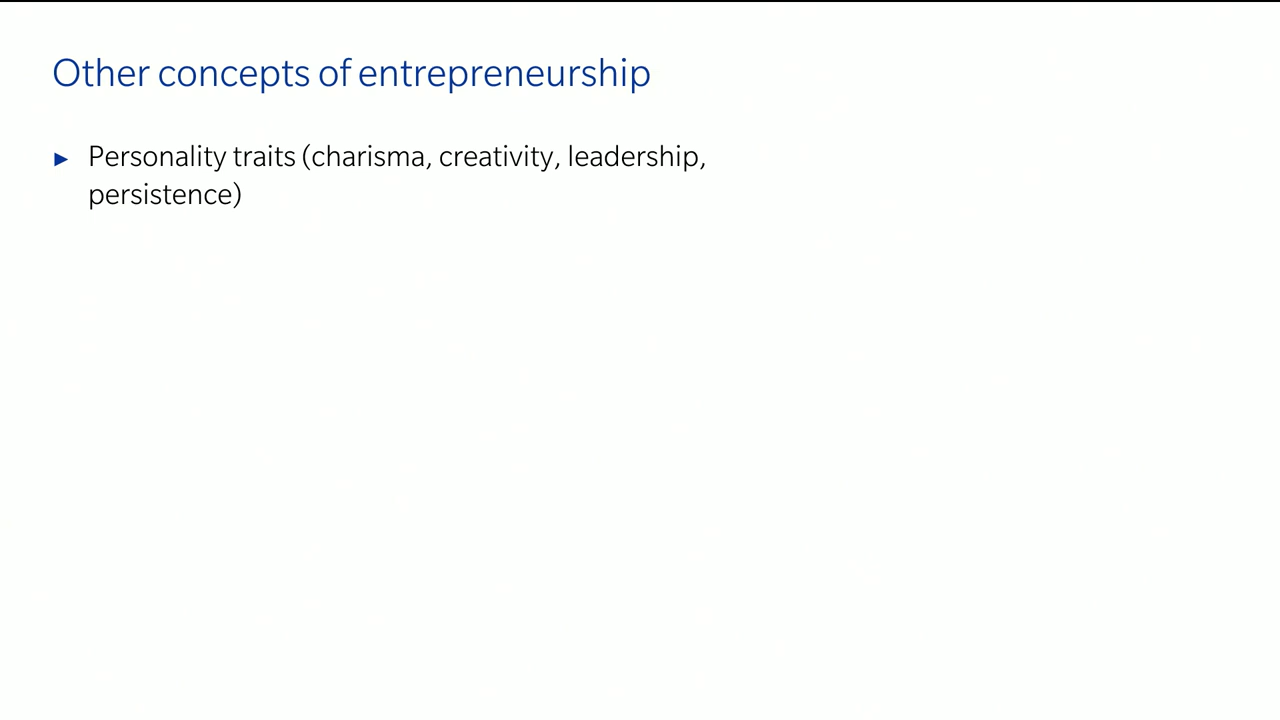 Other concepts of entrepreneurship
► Personality traits (charisma, creativity, leadership,
persistence)